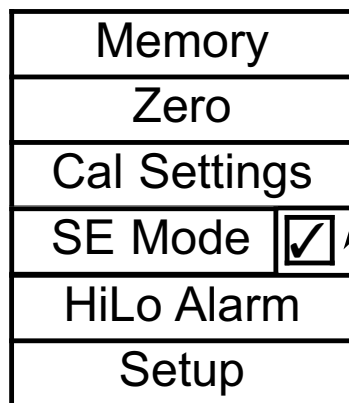 Memory
Zero
Cal Settings
SE Mode ✓
HiLo Alarm
Setup